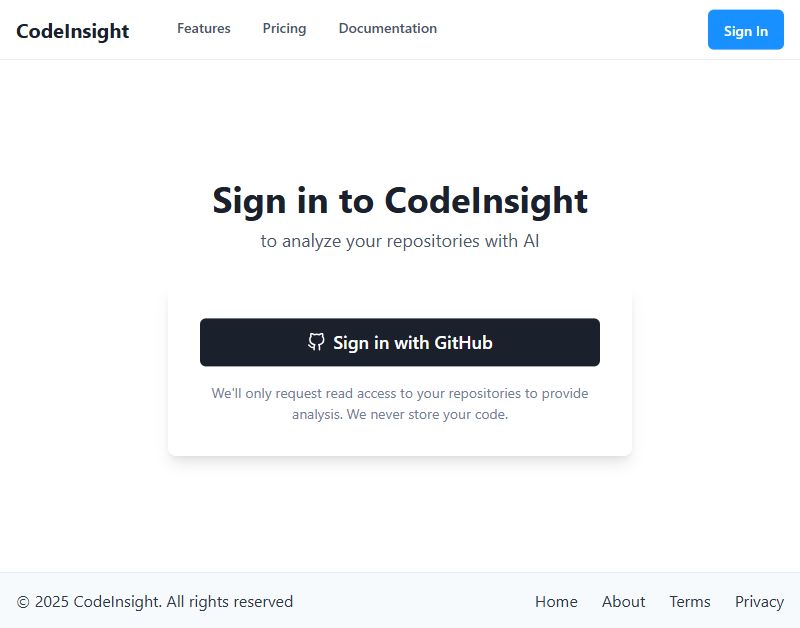 CodeInsight Features Pricing Documentation Sign In
Sign in to CodeInsight
to analyze your repositories with AI
Sign in with GitHub
We'll only request read access to your repositories to provide
analysis. We never store your code.
© 2025 CodeInsight. All rights reserved Home About Terms Privacy